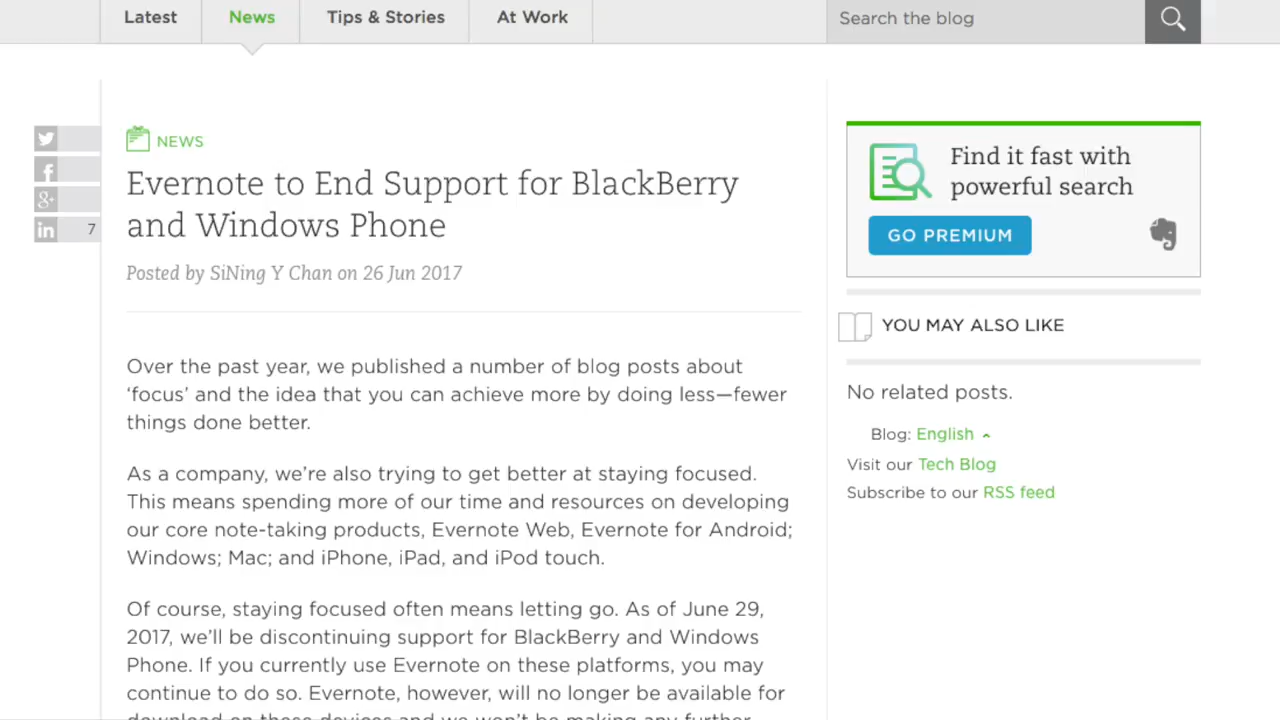 Latest
News
Tips & Stories
At Work
Search the blog
7
NEWS
Evernote to End Support for BlackBerry
and Windows Phone
Posted by SiNing Y Chan on 26 Jun 2017
Over the past year, we published a number of blog posts about
‘focus’ and the idea that you can achieve more by doing less—fewer
things done better.
As a company, we’re also trying to get better at staying focused.
This means spending more of our time and resources on developing
our core note-taking products, Evernote Web, Evernote for Android;
Windows; Mac; and iPhone, iPad, and iPod touch.
Of course, staying focused often means letting go. As of June 29,
2017, we’ll be discontinuing support for BlackBerry and Windows
Phone. If you currently use Evernote on these platforms, you may
continue to do so. Evernote, however, will no longer be available for
download on these devices and we won’t be making any further
Find it fast with
powerful search
GO PREMIUM
YOU MAY ALSO LIKE
No related posts.
Blog: English
Visit our Tech Blog
Subscribe to our RSS feed